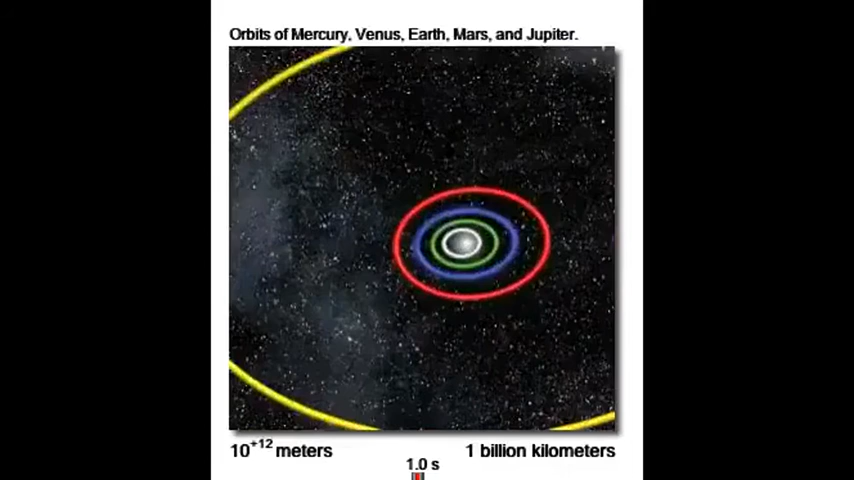 Orbits of Mercury, Venus, Earth, Mars, and Jupiter.
10+12 meters
1 billion kilometers
1.0 s